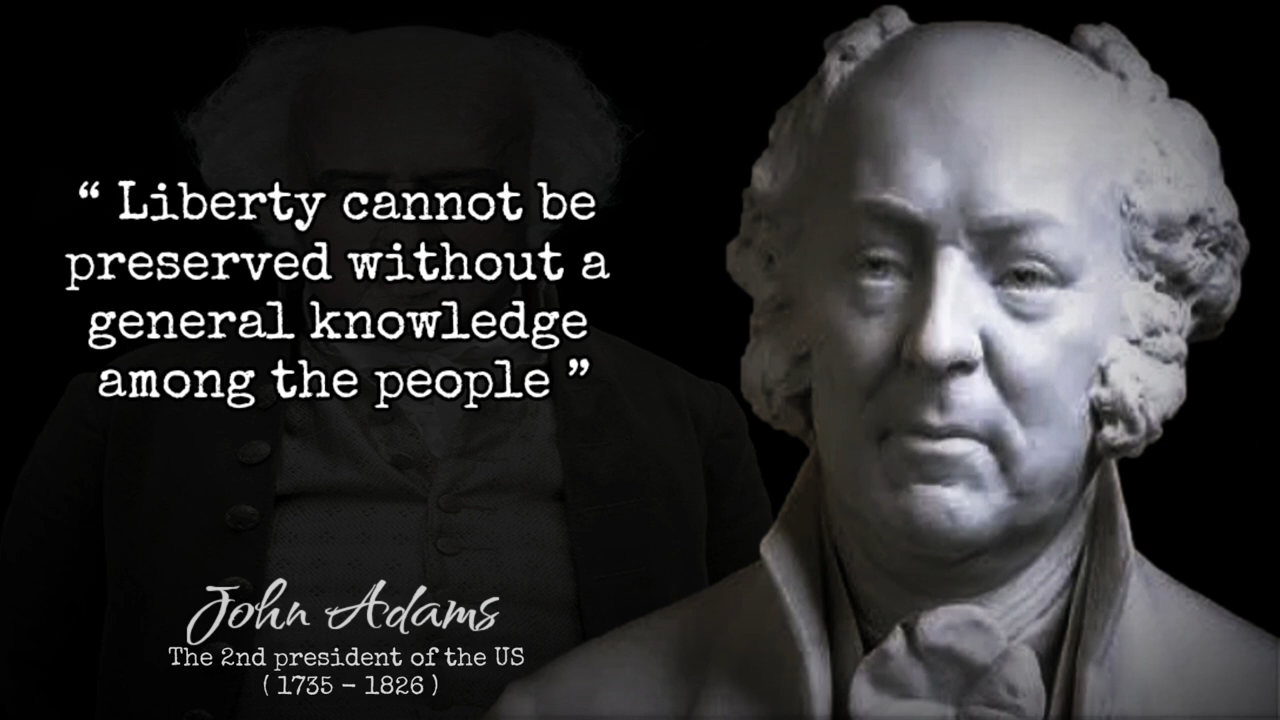 “ Liberty cannot be
preserved without a
general knowledge
among the people ”
John Adams
The 2nd president of the US
( 1735 - 1826 )